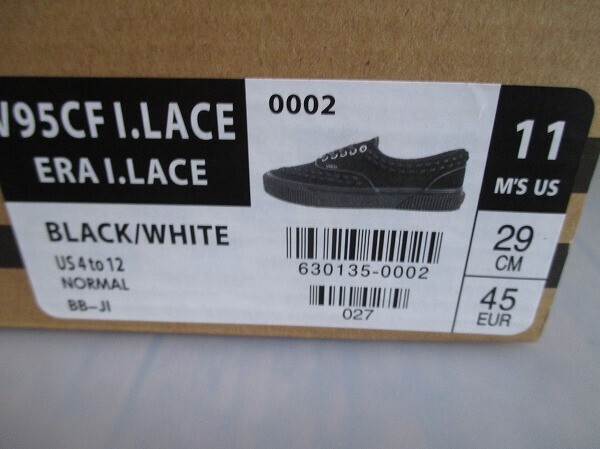 V95CF I.LACE
ERA I.LACE
BLACK/WHITE
US 4 to 12
NORMAL
BB-JI
0002
630135-0002
027
11
M'S US
29
CM
45
EUR